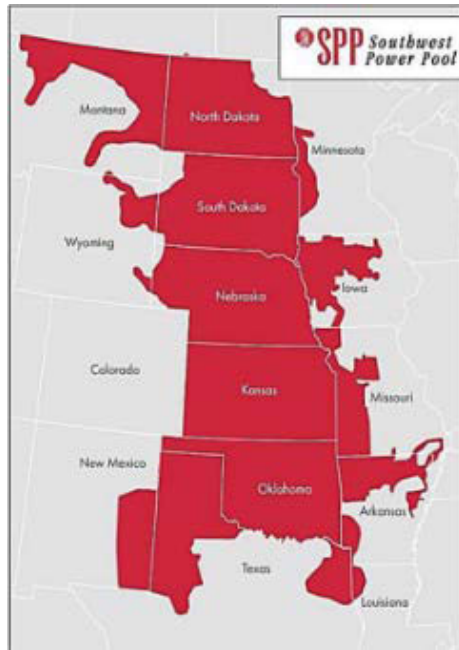 SPP Southwest
Power Pool
Montana
North Dakota
Minnesota
South Dakota
Wyoming
Nebraska
Iowa
Colorado
Kansas
Missouri
New Mexico
Oklahoma
Arkansas
Texas
Louisiana